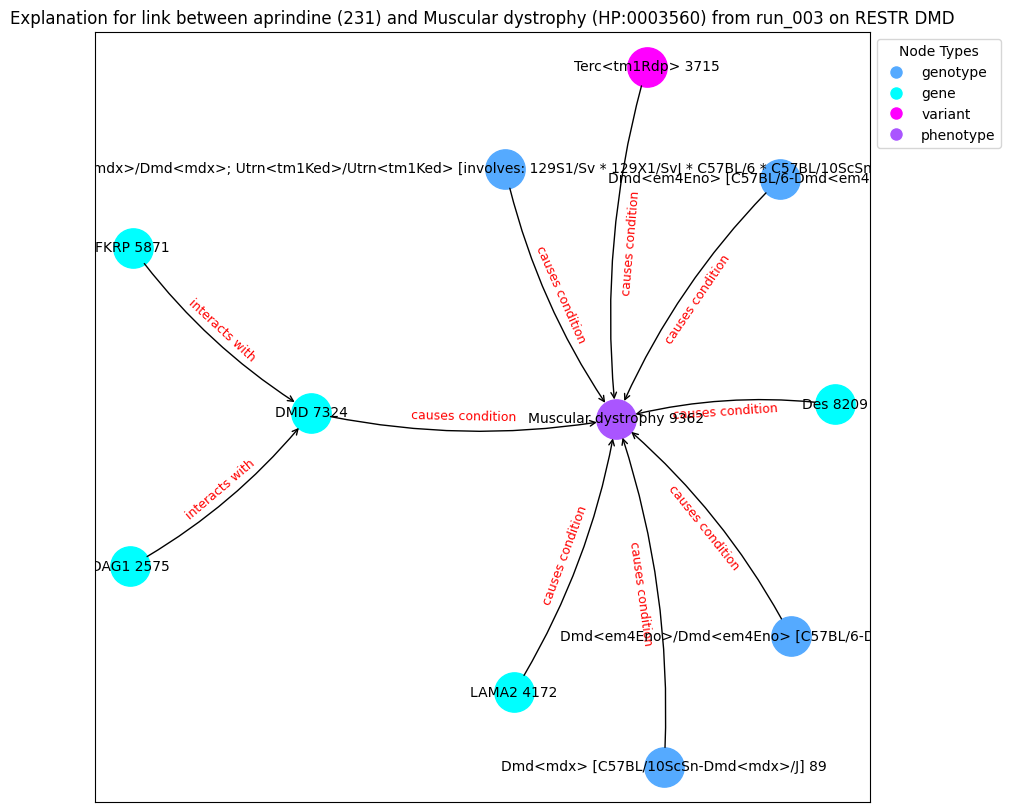 Explanation for link between aprindine (231) and Muscular dystrophy (HP:0003560) from run_003 on RESTR DMD
Node Types
genotype
gene
variant
phenotype
Terc<tm1Rdp> 3715
mdx>/Dmd<mdx>; Utrn<tm1Ked>/Utrn<tm1Ked> [involves: 129S1/Sv * 129X1/SvJ * C57BL/6 * C57BL/10ScSn
Dmd<em4Eno> [C57BL/6-Dmd<em4
causes condition
causes condition
causes condition
FKRP 5871
interacts with
DMD 7324
causes condition
Muscular dystrophy 9362
causes condition
Des 8209
interacts with
DAG1 2575
causes condition
causes condition
causes condition
Dmd<em4Eno>/Dmd<em4Eno> [C57BL/6-D
LAMA2 4172
Dmd<mdx> [C57BL/10ScSn-Dmd<mdx>/J] 89